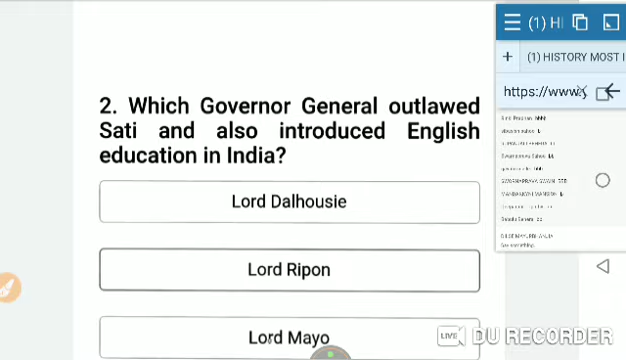 2. Which Governor General outlawed
Sati and also introduced English
education in India?
Lord Dalhousie
Lord Ripon
Lord Mayo
(1) HI
+ (1) HISTORY MOST I
https://www.y
LIVE DU RECORDER